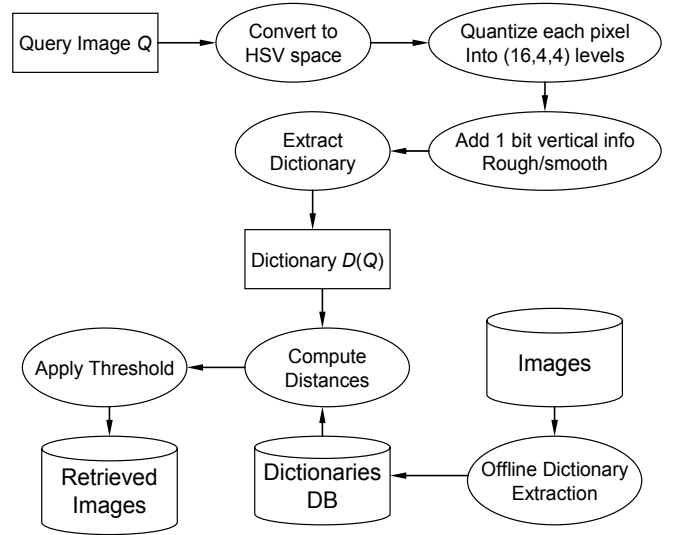 Query Image Q
Convert to
HSV space
Quantize each pixel
Into (16,4,4) levels
Extract
Dictionary
Add 1 bit vertical info
Rough/smooth
Dictionary D(Q)
Apply Threshold
Compute
Distances
Images
Retrieved
Images
Dictionaries
DB
Offline Dictionary
Extraction